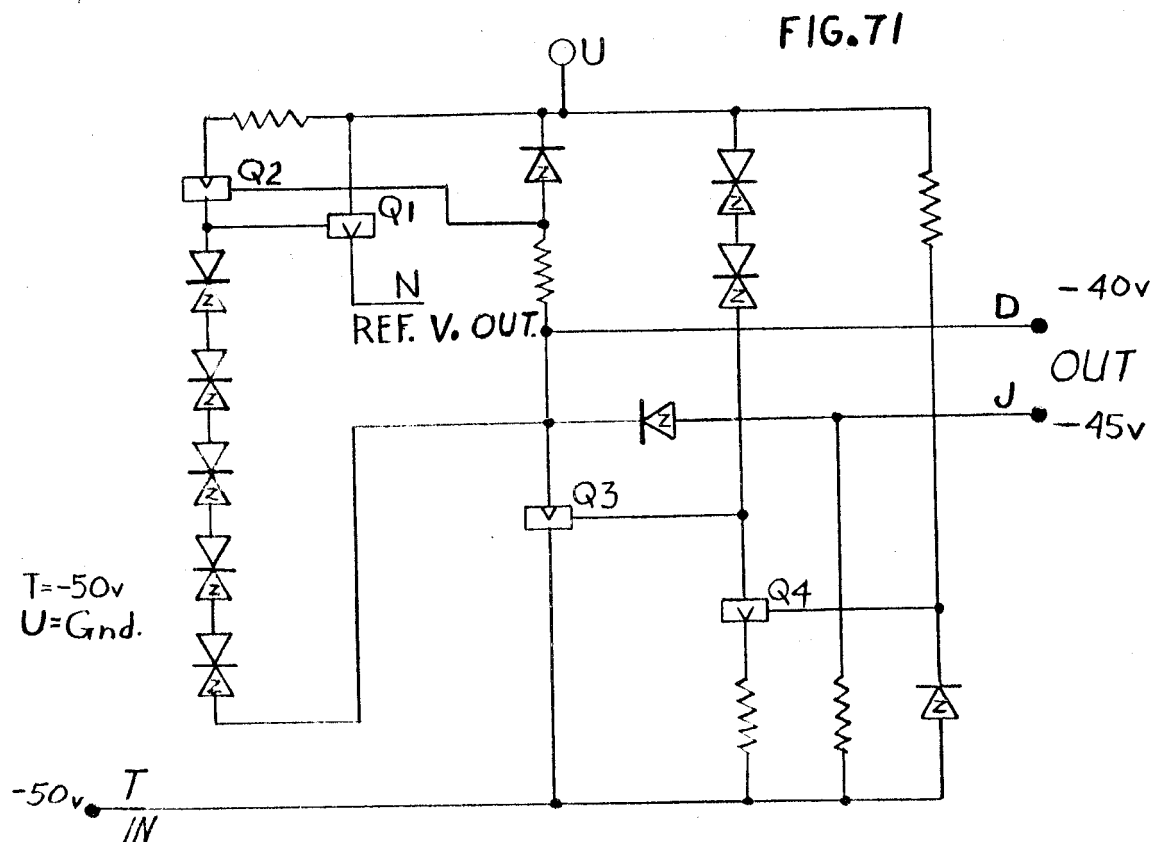 FIG.71
U
Q2
Q1
N
REF. V. OUT.
D
-40v
OUT
J
-45v
Q3
Q4
T=-50v
U=Gnd.
-50v
T
IN
Z
Z
Z
Z
Z
Z
Z
Z
Z
Z